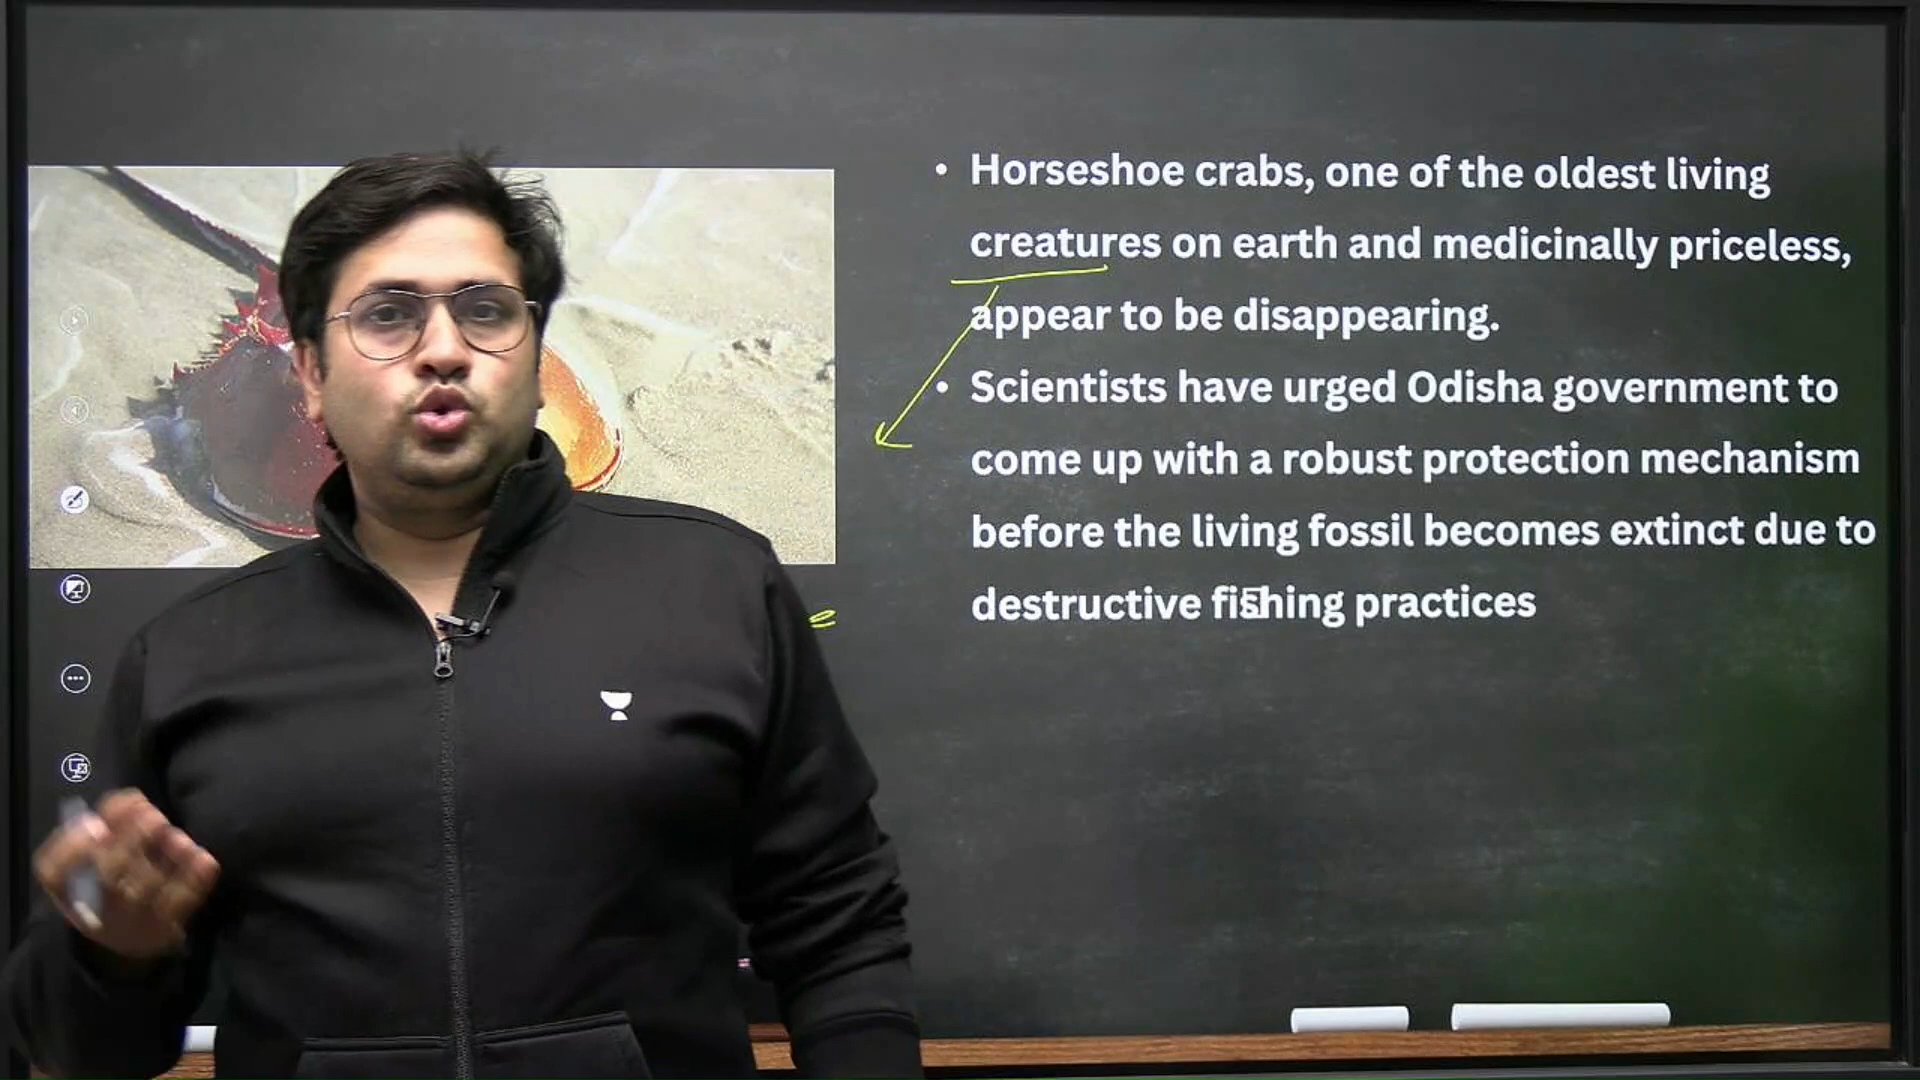 • Horseshoe crabs, one of the oldest living
creatures on earth and medicinally priceless,
appear to be disappearing.
• Scientists have urged Odisha government to
come up with a robust protection mechanism
before the living fossil becomes extinct due to
destructive fishing practices